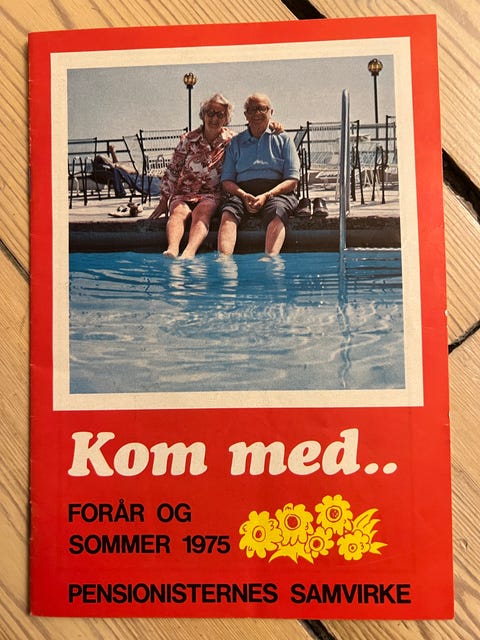 Kom med..
FORÅR OG
SOMMER 1975
PENSIONISTERNES SAMVIRKE